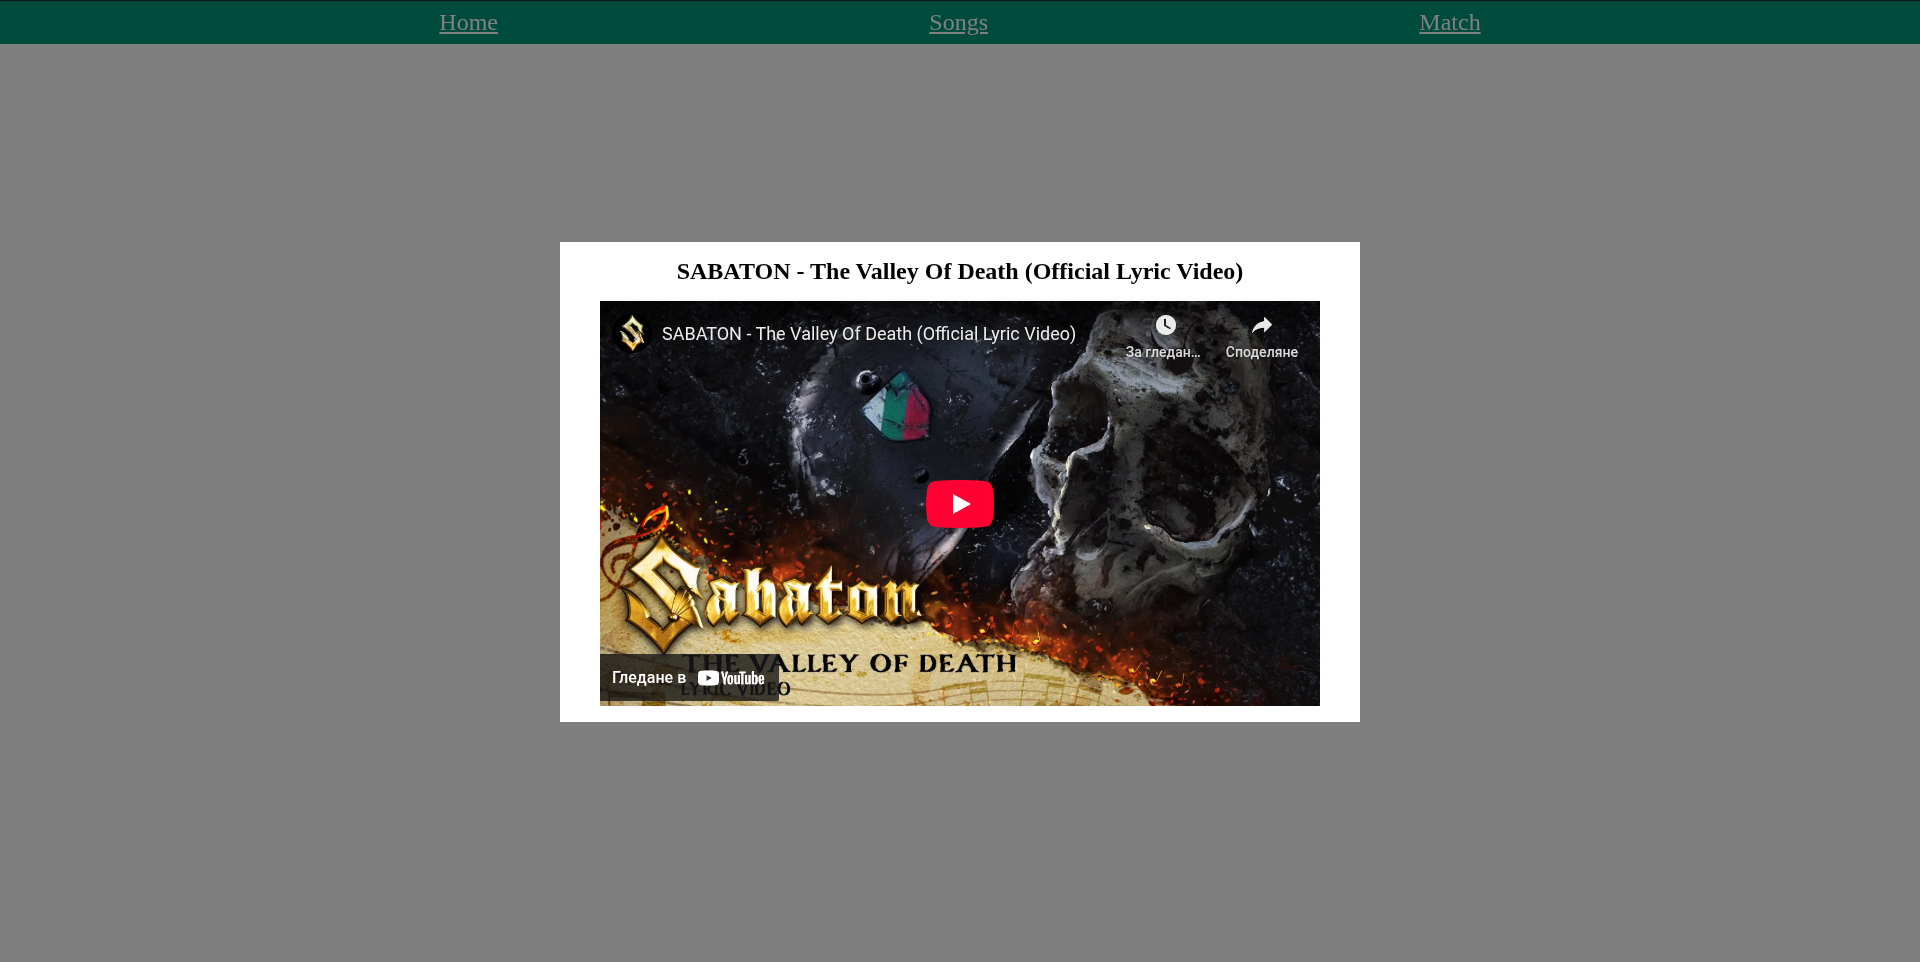 Home Songs Match
SABATON - The Valley Of Death (Official Lyric Video)
SABATON - The Valley Of Death (Official Lyric Video)
За гледан... Споделяне
Sabaton
THE VALLEY OF DEATH
Гледане в YouTube
LYRIC VIDEO